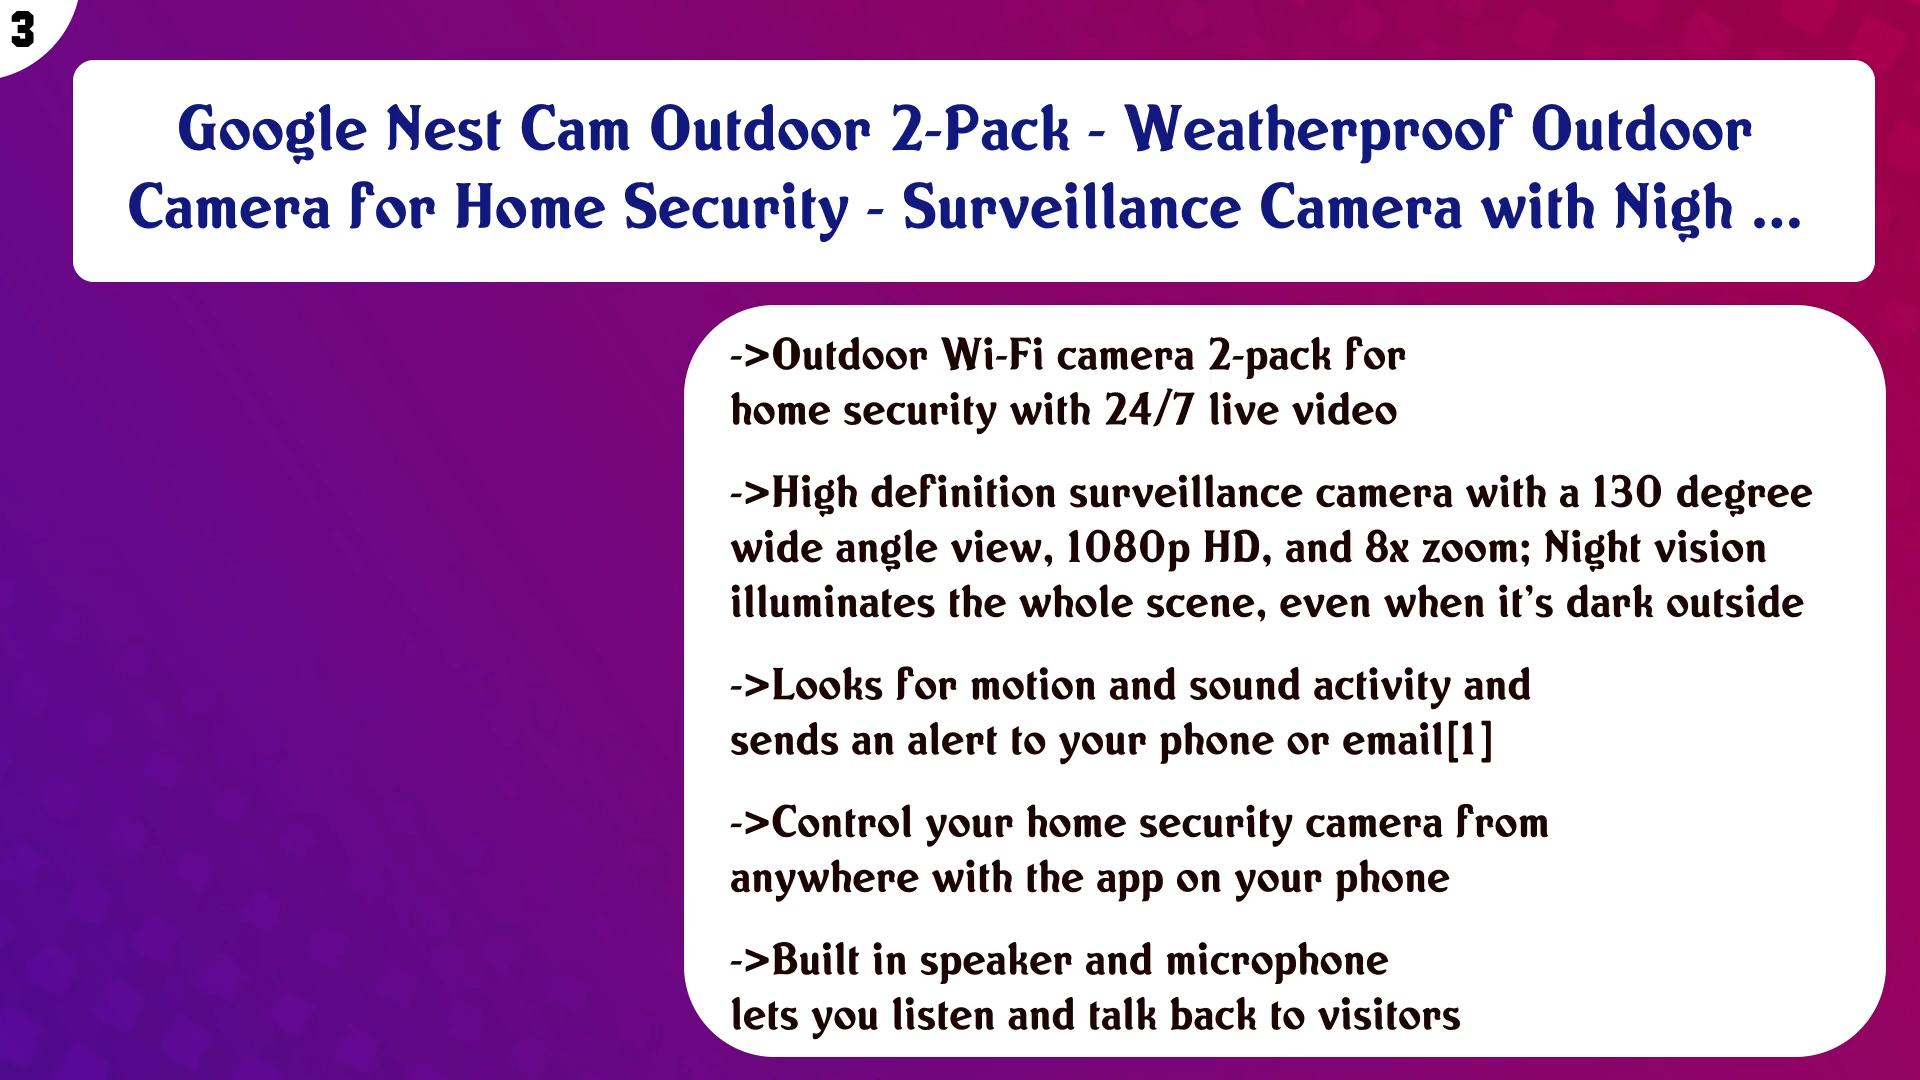 3
Google Nest Cam Outdoor 2-Pack - Weatherproof Outdoor
Camera for Home Security - Surveillance Camera with Nigh ...
->Outdoor Wi-Fi camera 2-pack for
home security with 24/7 live video
->High definition surveillance camera with a 130 degree
wide angle view, 1080p HD, and 8x zoom; Night vision
illuminates the whole scene, even when it's dark outside
->Looks for motion and sound activity and
sends an alert to your phone or email[1]
->Control your home security camera from
anywhere with the app on your phone
->Built in speaker and microphone
lets you listen and talk back to visitors